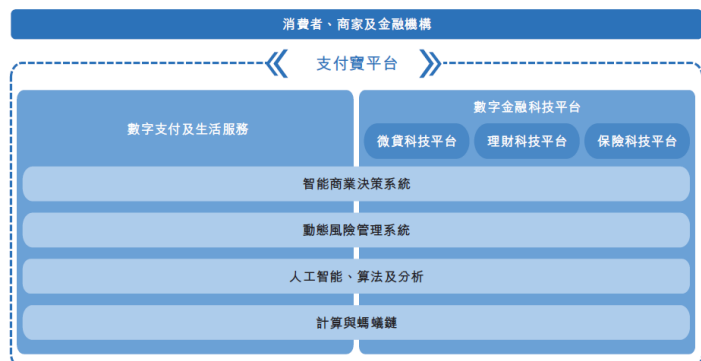 消費者、商家及金融機構
支付寶平台
數字支付及生活服務
數字金融科技平台
微貸科技平台 理財科技平台 保險科技平台
智能商業決策系統
動態風險管理系統
人工智能、算法及分析
計算與螞蟻鏈